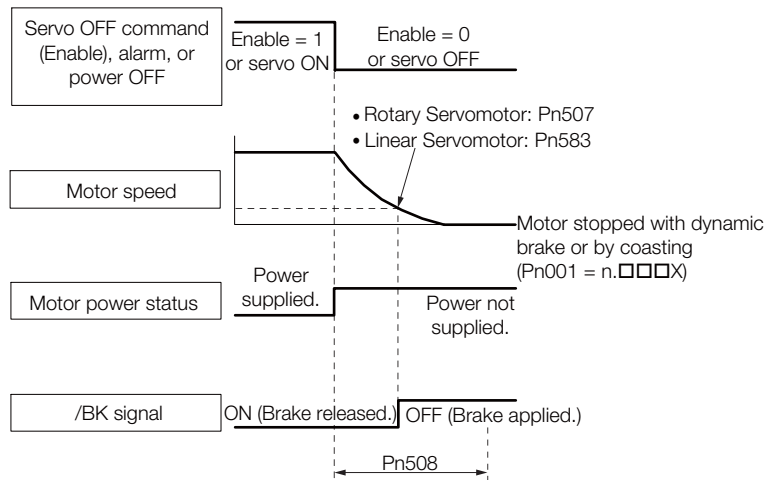 Servo OFF command
(Enable), alarm, or
power OFF
Enable = 1
or servo ON
Enable = 0
or servo OFF
• Rotary Servomotor: Pn507
• Linear Servomotor: Pn583
Motor speed
Motor stopped with dynamic
brake or by coasting
(Pn001 = n.□□□X)
Motor power status
Power
supplied.
Power not
supplied.
/BK signal
ON (Brake released.)
OFF (Brake applied.)
Pn508